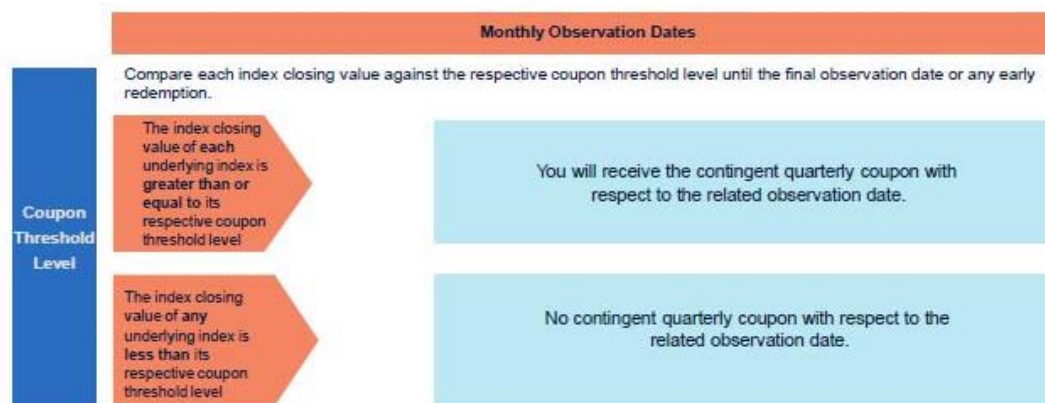 Monthly Observation Dates
Compare each index closing value against the respective coupon threshold level until the final observation date or any early
redemption.
Coupon
Threshold
Level
The index closing
value of each
underlying index is
greater than or
equal to its
respective coupon
threshold level
You will receive the contingent quarterly coupon with
respect to the related observation date.
The index closing
value of any
underlying index is
less than its
respective coupon
threshold level
No contingent quarterly coupon with respect to the
related observation date.